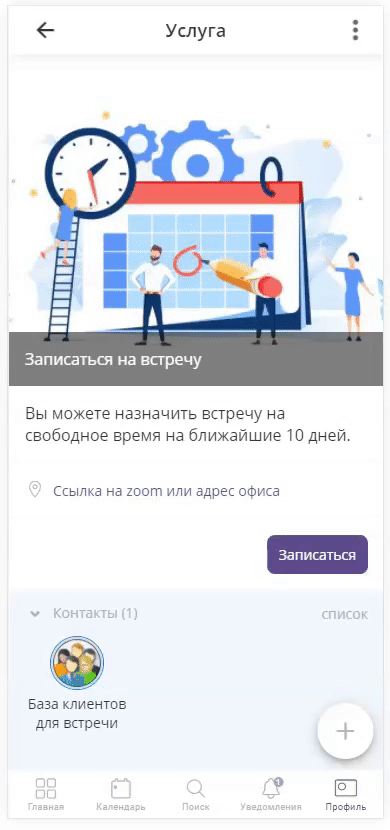 Услуга
Записаться на встречу
Вы можете назначить встречу на
свободное время на ближайшие 10 дней.
Ссылка на zoom или адрес офиса
Записаться
Контакты (1)
список
База клиентов
для встречи
1
Главная
Календарь
Поиск
Уведомления
Профиль